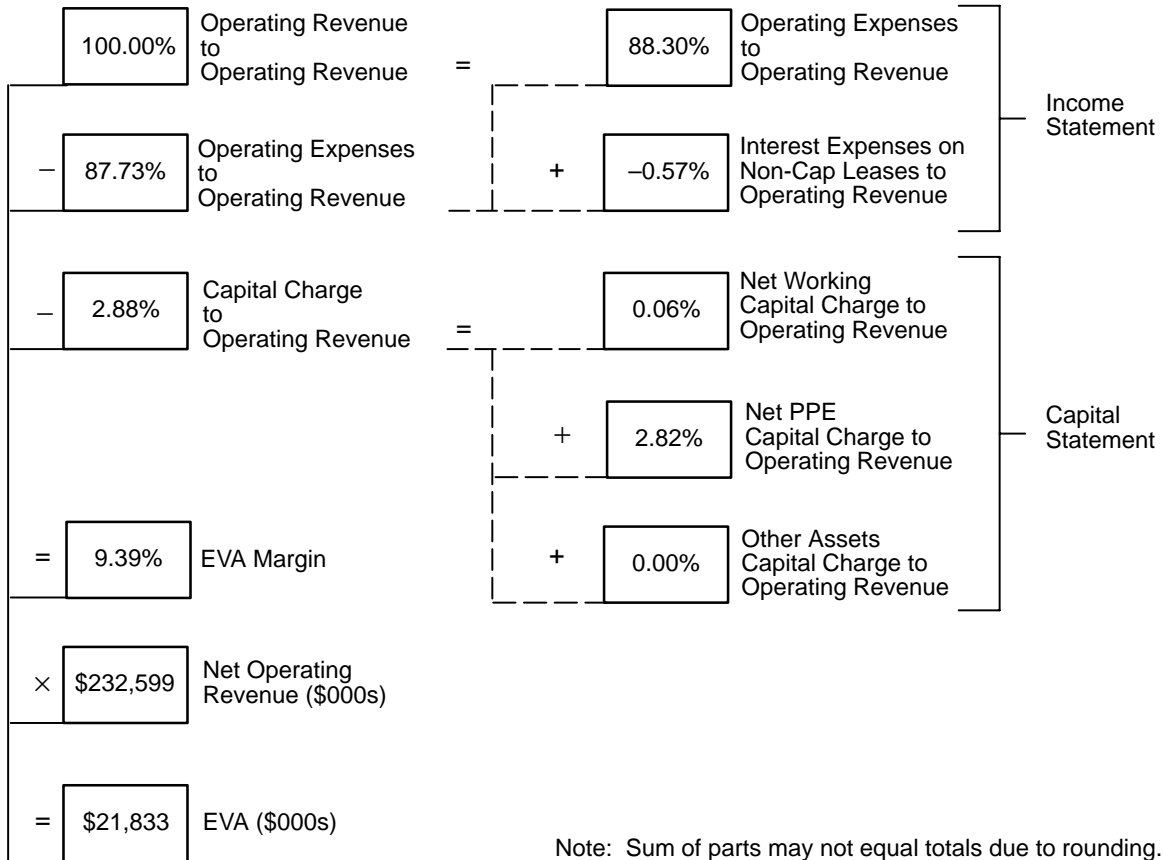 100.00%
Operating Revenue
to
Operating Revenue
=
88.30%
Operating Expenses
to
Operating Revenue
Income
Statement
−
87.73%
Operating Expenses
to
Operating Revenue
+
–0.57%
Interest Expenses on
Non-Cap Leases to
Operating Revenue
−
2.88%
Capital Charge
to
Operating Revenue
=
0.06%
Net Working
Capital Charge to
Operating Revenue
+
2.82%
Net PPE
Capital Charge to
Operating Revenue
Capital
Statement
=
9.39%
EVA Margin
+
0.00%
Other Assets
Capital Charge to
Operating Revenue
×
$232,599
Net Operating
Revenue ($000s)
=
$21,833
EVA ($000s)
Note: Sum of parts may not equal totals due to rounding.